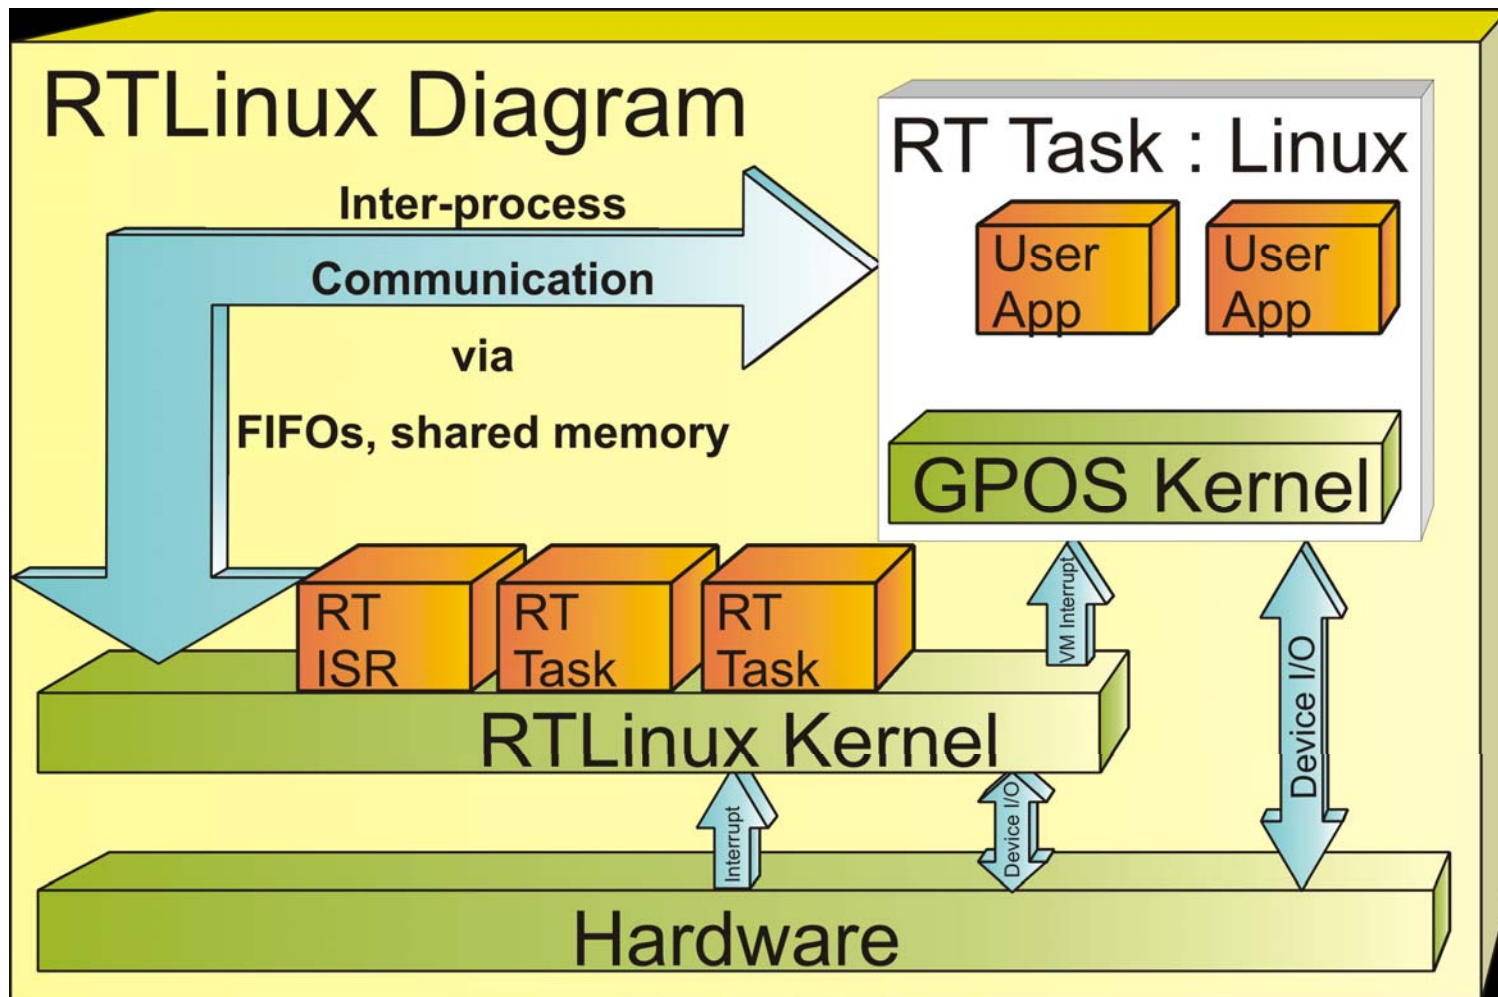 RTLinux Diagram
RT Task : Linux
Inter-process
Communication
via
FIFOs, shared memory
User
App
User
App
GPOS Kernel
RT
ISR
RT
Task
RT
Task
VM Interrupt
Device I/O
RTLinux Kernel
Interrupt
Device I/O
Hardware